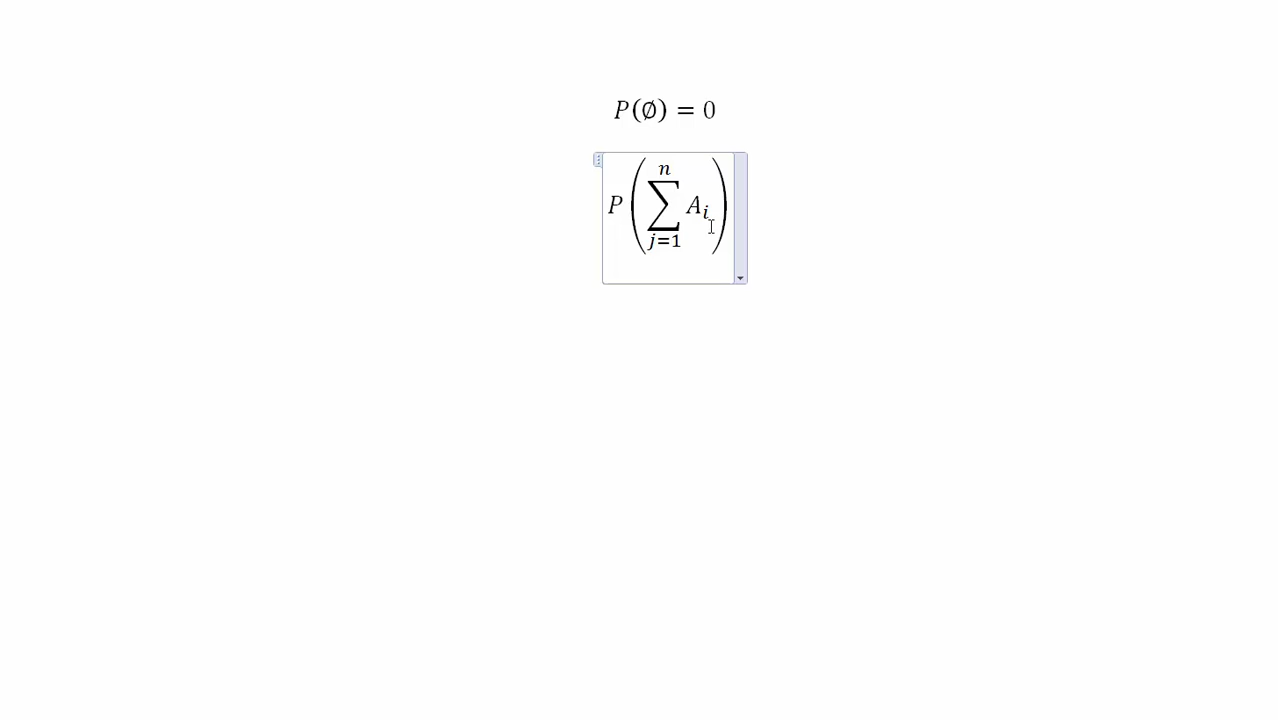 P(∅) = 0
P(∑_{j=1}^{n} A_i)